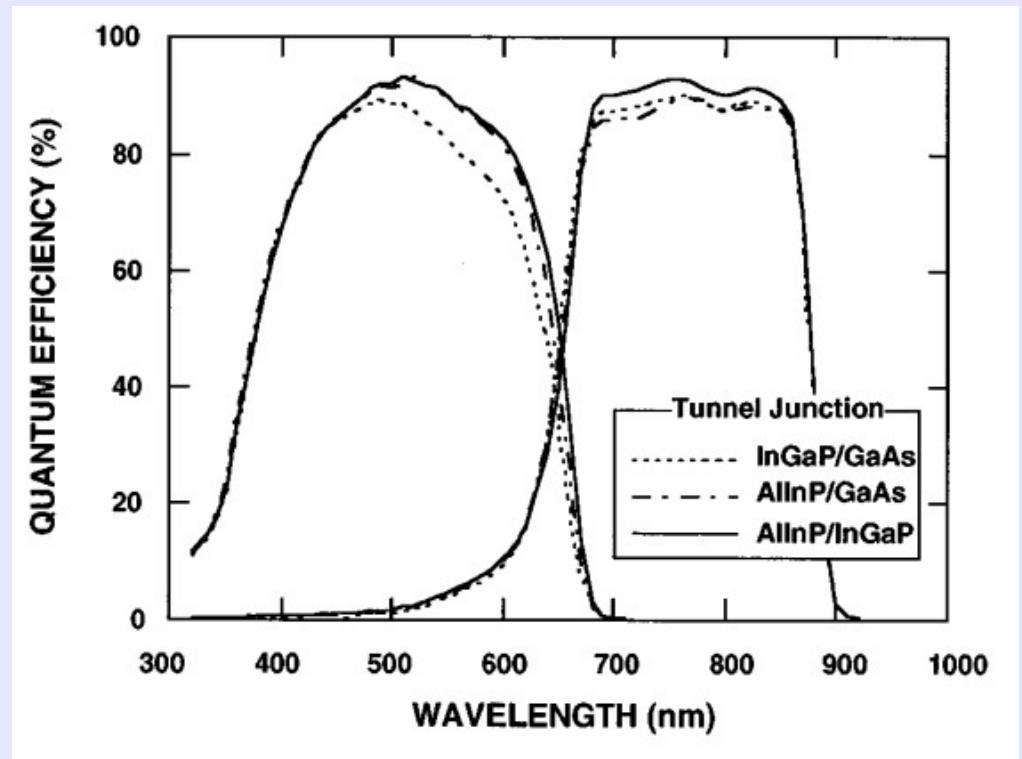 100
80
60
40
20
0
QUANTUM EFFICIENCY (%)
Tunnel Junction
InGaP/GaAs
AlInP/GaAs
AlInP/InGaP
300 400 500 600 700 800 900 1000
WAVELENGTH (nm)